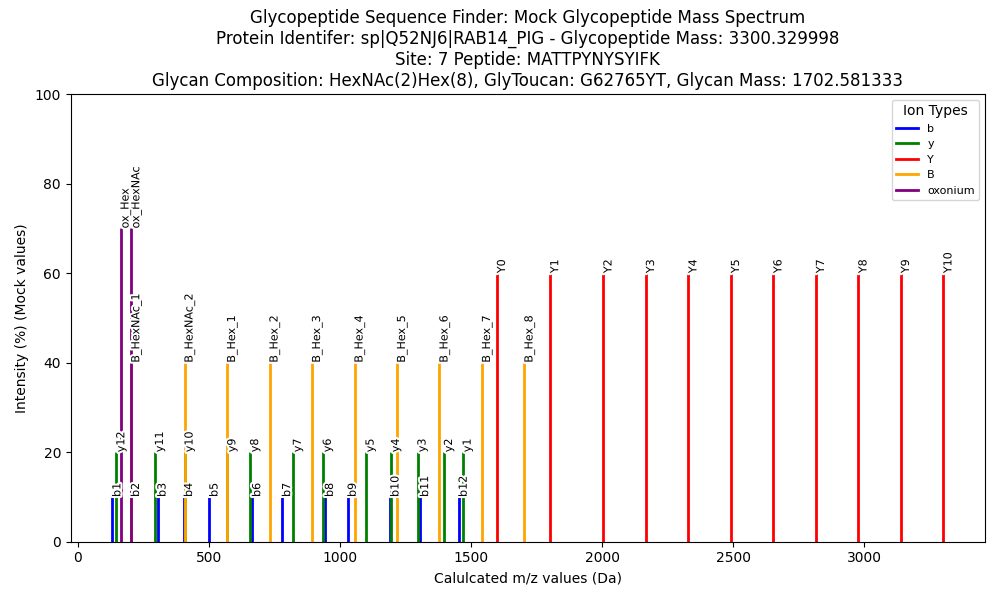 Glycopeptide Sequence Finder: Mock Glycopeptide Mass Spectrum
Protein Identifer: sp|Q52NJ6|RAB14_PIG - Glycopeptide Mass: 3300.329998
Site: 7 Peptide: MATTPYNYSYIFK
Glycan Composition: HexNAc(2)Hex(8), GlyToucan: G62765YT, Glycan Mass: 1702.581333
Intensity (%) (Mock values)
100
80
60
40
20
0
Ion Types
b
y
Y
B
oxonium
ox_Hex
ox_HexNAc
B_HexNAc_1
B_HexNAc_2
B_Hex_1
B_Hex_2
B_Hex_3
B_Hex_4
B_Hex_5
B_Hex_6
B_Hex_7
B_Hex_8
Y0
Y1
Y2
Y3
Y4
Y5
Y6
Y7
Y8
Y9
Y10
y12
y11
y10
y9
y8
y7
y6
y5
y4
y3
y2
y1
b1
b2
b3
b4
b5
b6
b7
b8
b9
b10
b11
b12
0
500
1000
1500
2000
2500
3000
Calulcated m/z values (Da)